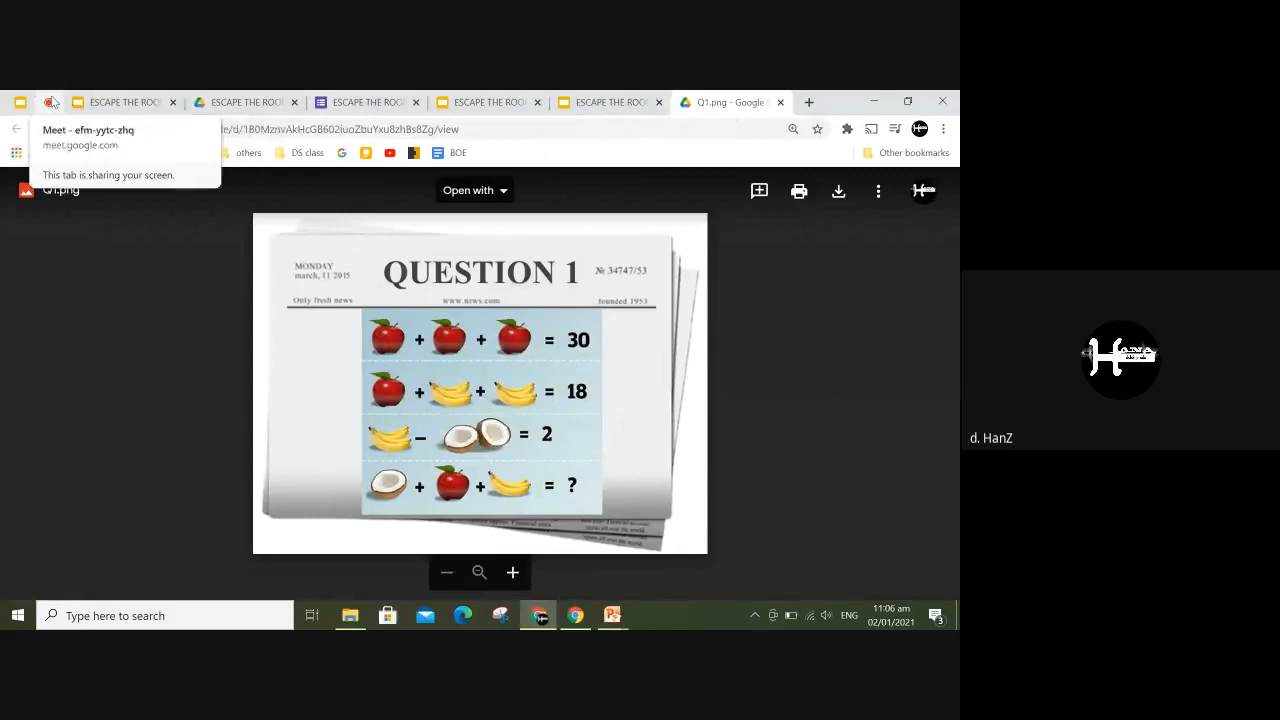 ESCAPE THE ROO
ESCAPE THE ROO
ESCAPE THE ROO
ESCAPE THE ROO
ESCAPE THE ROO
Q1.png - Google
Meet - efm-yytc-zhq
meet.google.com
This tab is sharing your screen.
le/d/1B0MznvAkHcGB602iuoZbuYxu8zhBs8Zg/view
others
DS class
BOE
Other bookmarks
Q1.png
Open with
MONDAY
march, 11 2015
QUESTION 1
№ 34747/53
Only fresh news
www.news.com
founded 1953
+ + = 30
+ + = 18
− = 2
+ + = ?
d. HanZ
Type here to search
ENG
11:06 am
02/01/2021
3